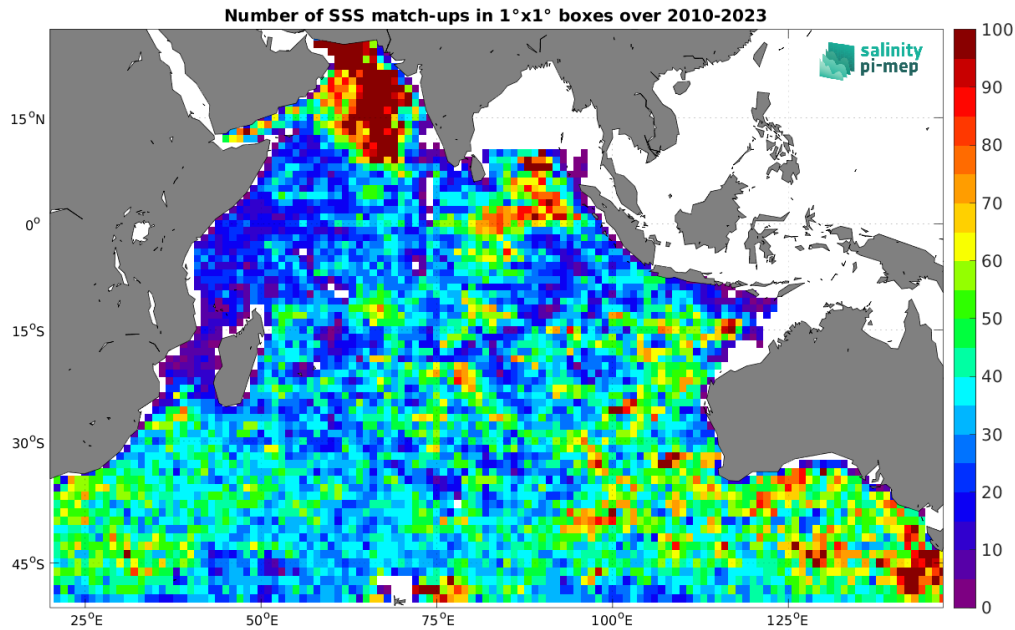 Number of SSS match-ups in 1°x1° boxes over 2010-2023
salinity
pi-mep
15°N
0°
15°S
30°S
45°S
25°E
50°E
75°E
100°E
125°E
100
90
80
70
60
50
40
30
20
10
0